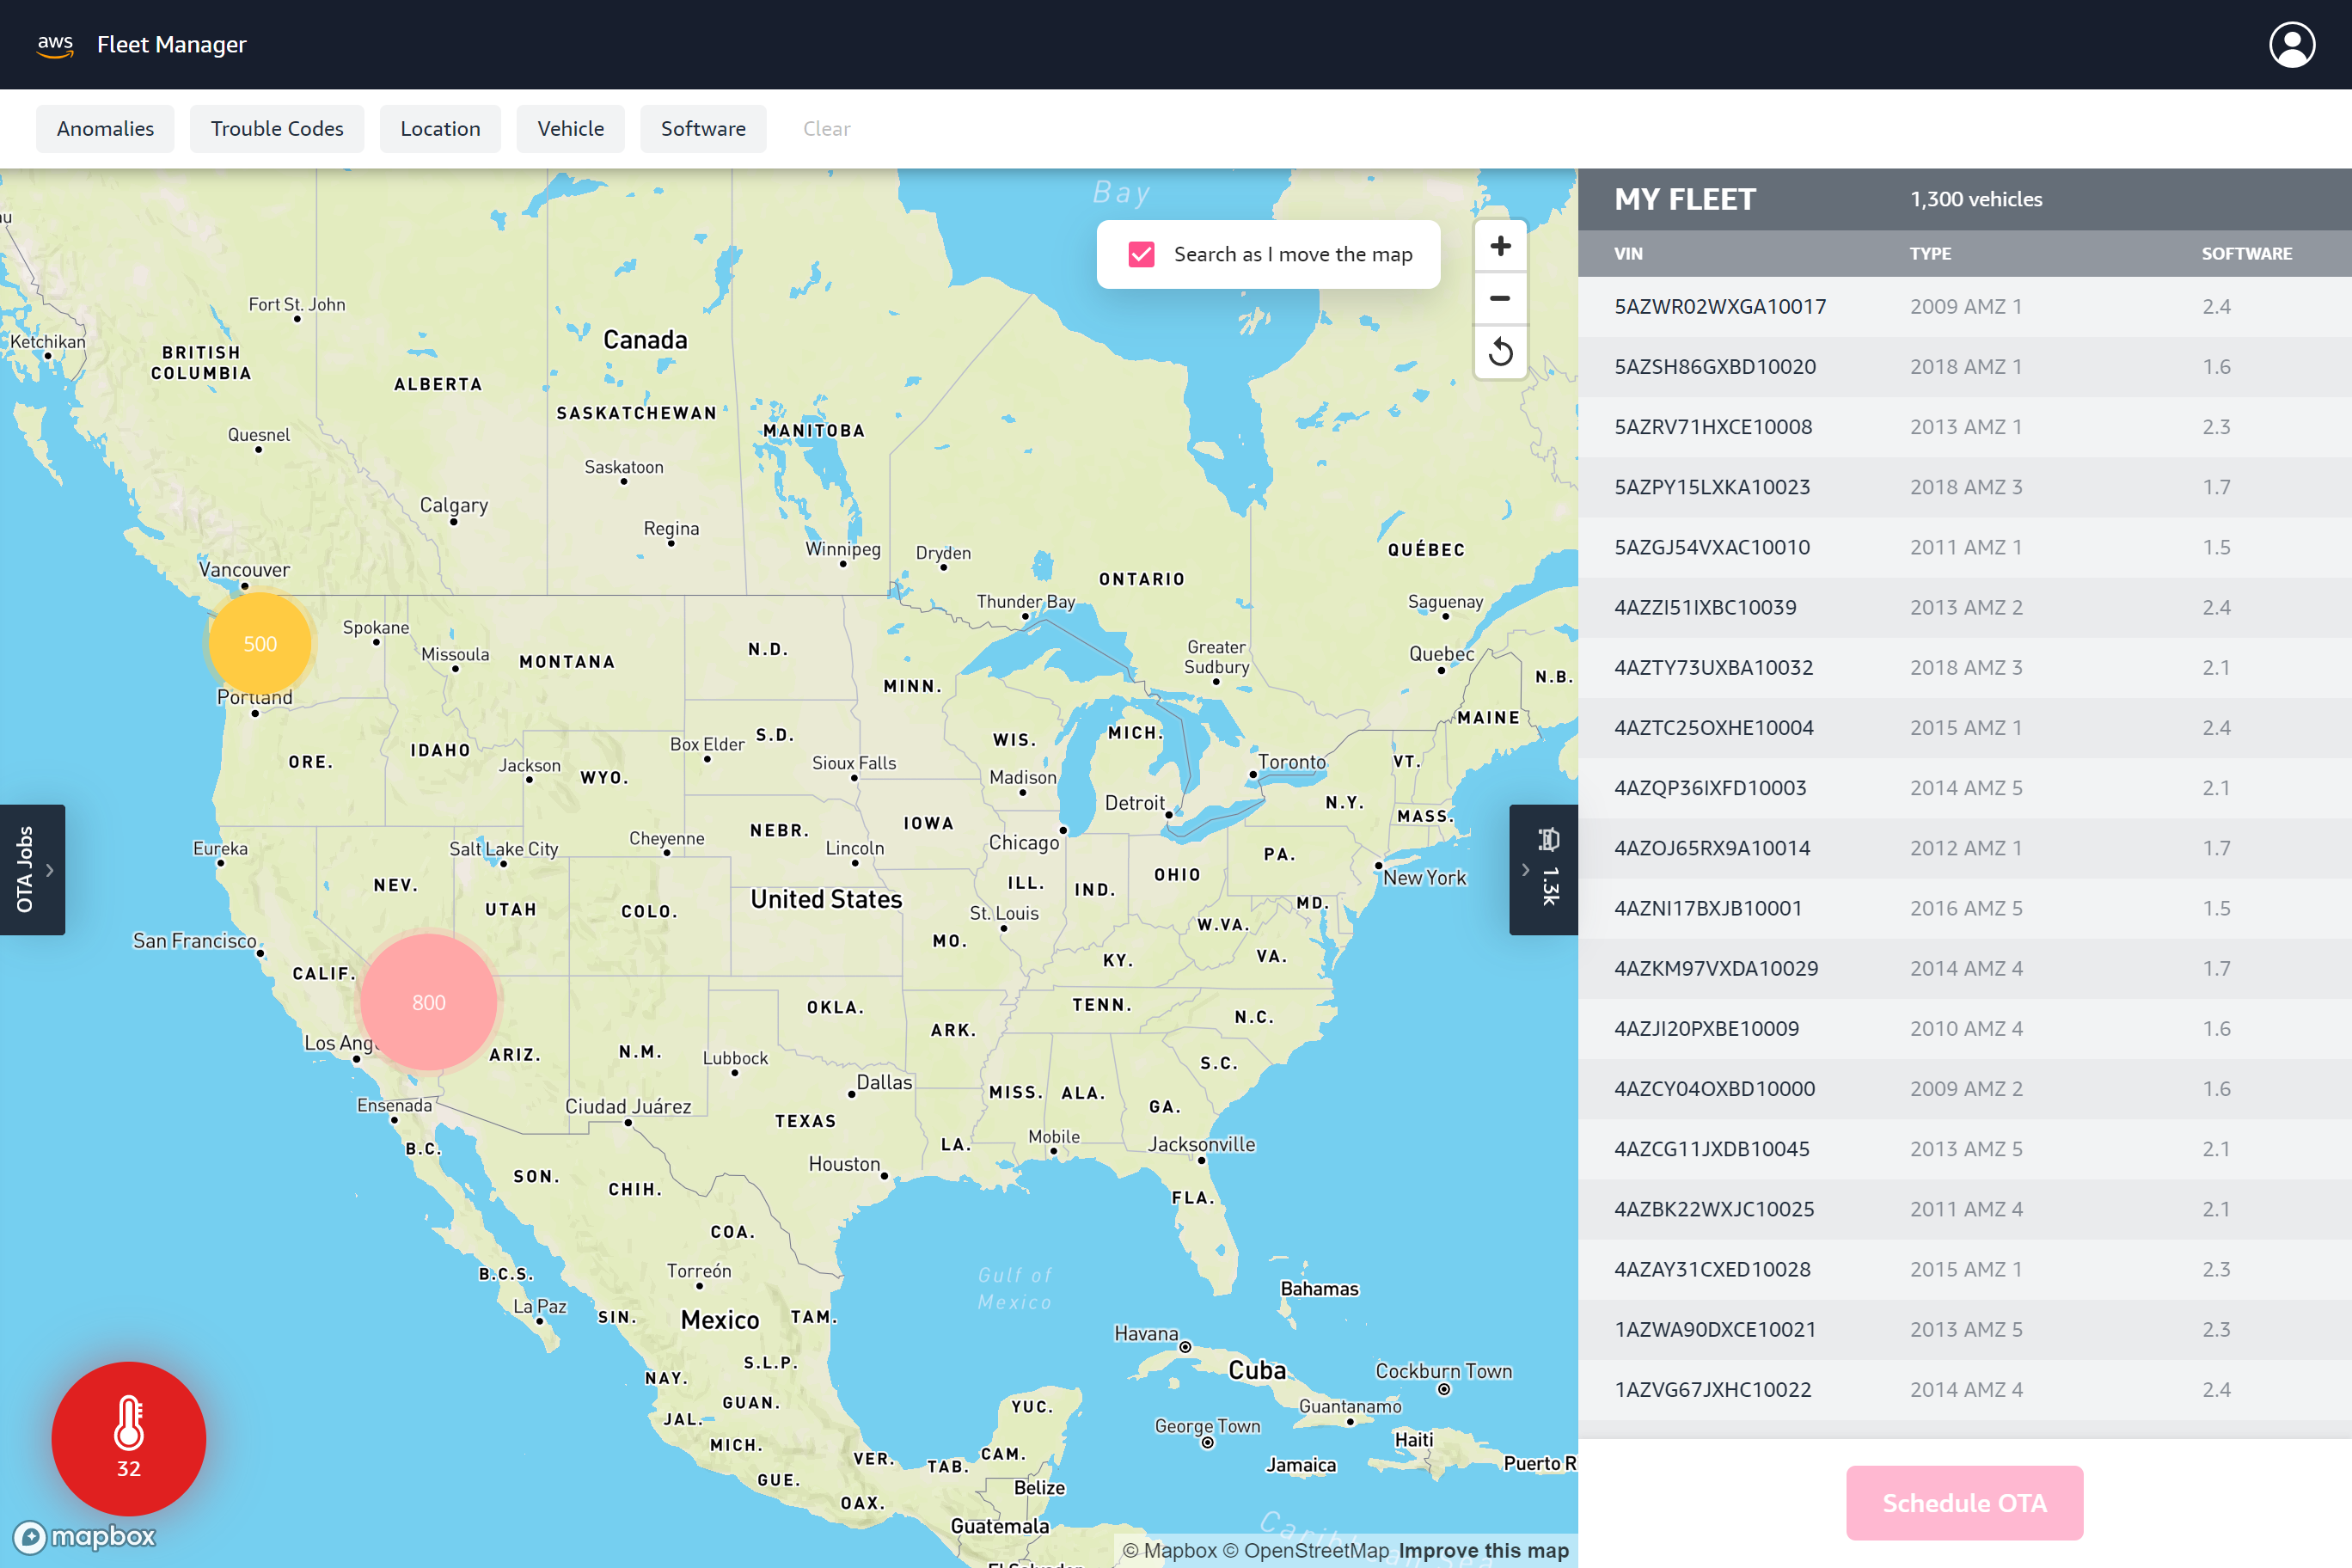 aws Fleet Manager
Anomalies Trouble Codes Location Vehicle Software Clear
Bay
Search as I move the map
Fort St. John
Ketchikan
BRITISH
COLUMBIA
Canada
ALBERTA
SASKATCHEWAN
MANITOBA
Quesnel
Saskatoon
Calgary
Regina
Winnipeg
Dryden
QUÉBEC
Vancouver
ONTARIO
Thunder Bay
Saguenay
500
Spokane
Missoula
MONTANA
N.D.
Greater
Sudbury
Quebec
N.B.
MINN.
Portland
MAINE
ORE.
IDAHO
Jackson
WYO.
Box Elder
S.D.
Sioux Falls
WIS.
Madison
MICH.
Toronto
VT.
Detroit
N.Y.
MASS.
OTA Jobs
Eureka
Salt Lake City
Cheyenne
NEBR.
Lincoln
IOWA
Chicago
PA.
1.3k
NEV.
UTAH
COLO.
United States
ILL.
IND.
OHIO
New York
St. Louis
MD.
W.VA.
San Francisco
CALIF.
MO.
KY.
VA.
800
OKLA.
ARK.
TENN.
N.C.
Los Ang
ARIZ.
N.M.
Lubbock
Dallas
S.C.
MISS.
ALA.
GA.
Ensenada
Ciudad Juárez
TEXAS
B.C.
LA.
Mobile
Jacksonville
Houston
SON.
CHIH.
FLA.
COA.
B.C.S.
Torreón
Gulf of
Mexico
Bahamas
La Paz
SIN.
Mexico
TAM.
Havana
S.L.P.
Cuba
Cockburn Town
NAY.
GUAN.
YUC.
Guantanamo
JAL.
George Town
MICH.
Haiti
VER.
TAB.
CAM.
Jamaica
Puerto R
32
GUE.
Belize
OAX.
Guatemala
mapbox
© Mapbox © OpenStreetMap Improve this map
MY FLEET 1,300 vehicles
VIN TYPE SOFTWARE
5AZWR02WXGA10017 2009 AMZ 1 2.4
5AZSH86GXBD10020 2018 AMZ 1 1.6
5AZRV71HXCE10008 2013 AMZ 1 2.3
5AZPY15LXKA10023 2018 AMZ 3 1.7
5AZGJ54VXAC10010 2011 AMZ 1 1.5
4AZZI51IXBC10039 2013 AMZ 2 2.4
4AZTY73UXBA10032 2018 AMZ 3 2.1
4AZTC25OXHE10004 2015 AMZ 1 2.4
4AZQP36IXFD10003 2014 AMZ 5 2.1
4AZOJ65RX9A10014 2012 AMZ 1 1.7
4AZNI17BXJB10001 2016 AMZ 5 1.5
4AZKM97VXDA10029 2014 AMZ 4 1.7
4AZJI20PXBE10009 2010 AMZ 4 1.6
4AZCY04OXBD10000 2009 AMZ 2 1.6
4AZCG11JXDB10045 2013 AMZ 5 2.1
4AZBK22WXJC10025 2011 AMZ 4 2.1
4AZAY31CXED10028 2015 AMZ 1 2.3
1AZWA90DXCE10021 2013 AMZ 5 2.3
1AZVG67JXHC10022 2014 AMZ 4 2.4
Schedule OTA